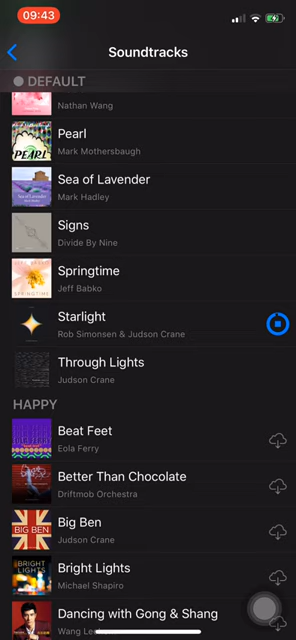 09:43
Soundtracks
DEFAULT
Nathan Wang
Pearl
Mark Mothersbaugh
PEARL
Sea of Lavender
Mark Hadley
Signs
Divide By Nine
Springtime
Jeff Babko
SPRINGTIME
Starlight
Rob Simonsen & Judson Crane
Through Lights
Judson Crane
HAPPY
Beat Feet
Eola Ferry
Better Than Chocolate
Driftmob Orchestra
Big Ben
Judson Crane
BIG BEN
Bright Lights
Michael Shapiro
BRIGHT
LIGHTS
Dancing with Gong & Shang